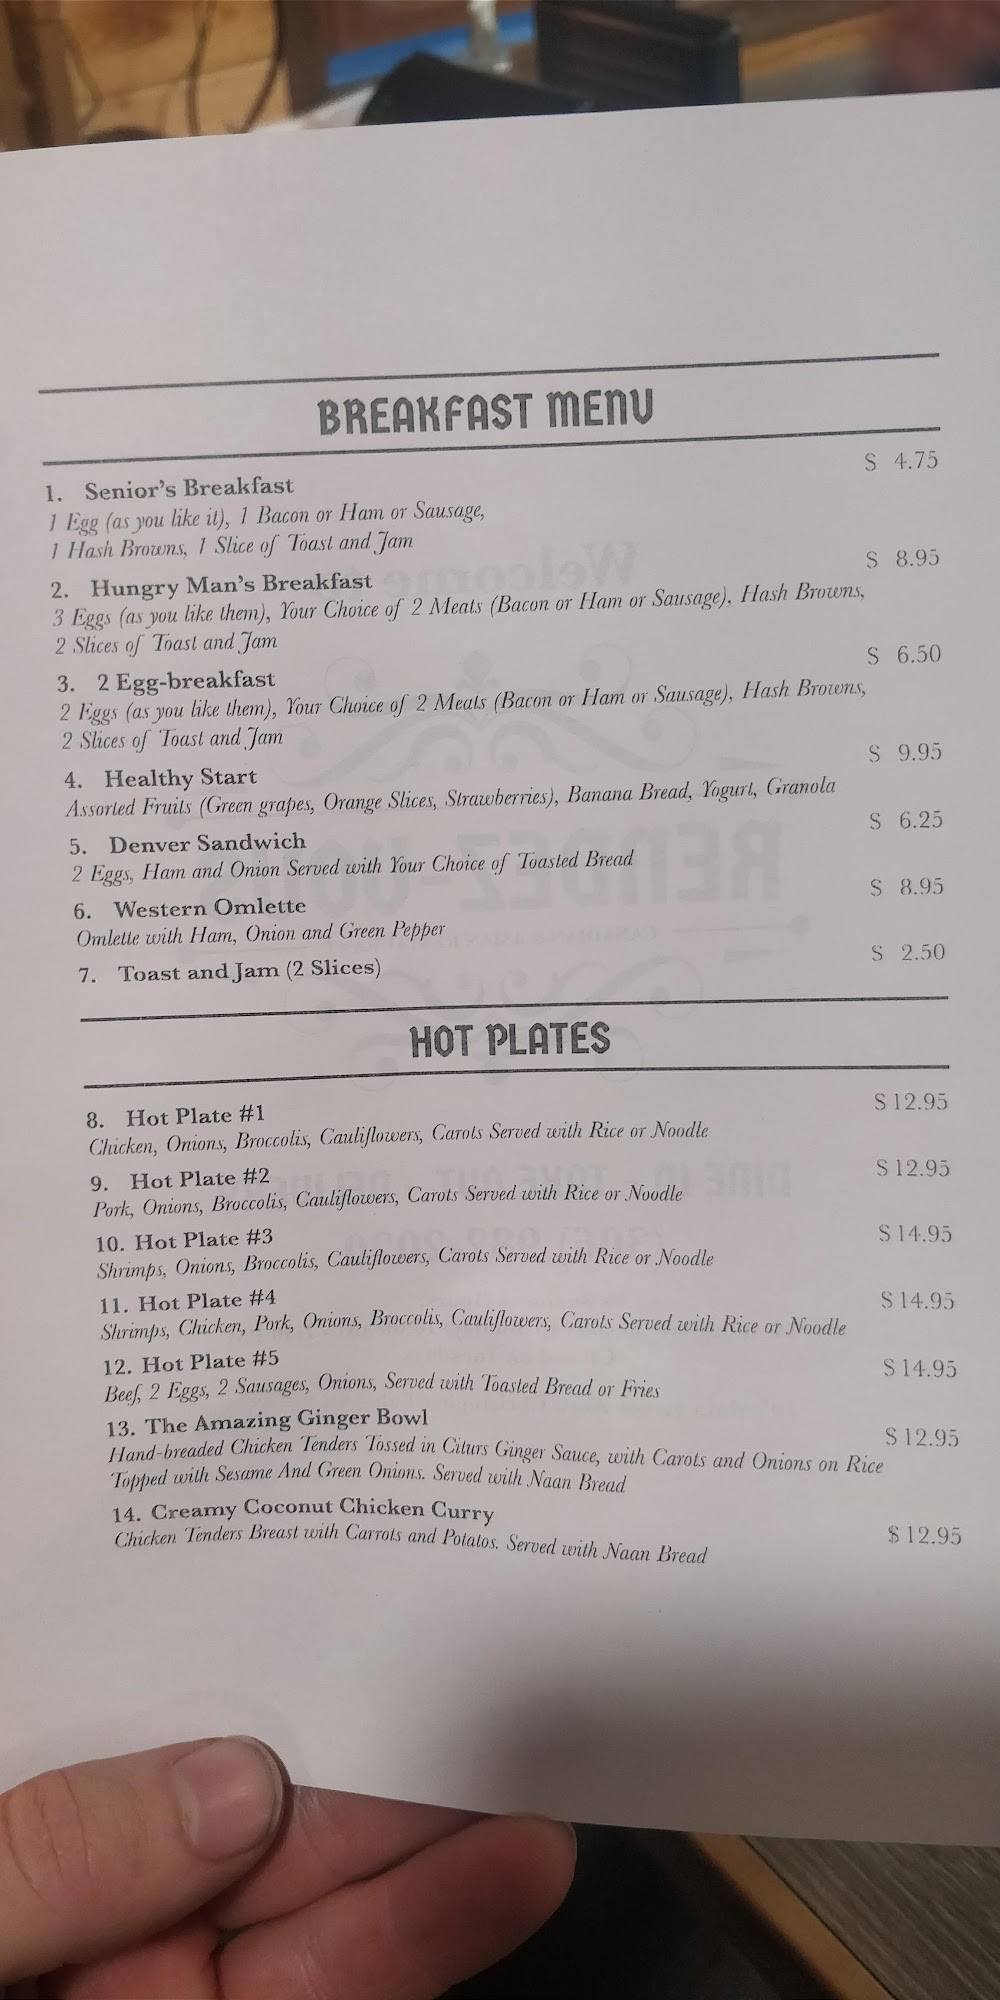 BREAKFAST MENU
1. Senior's Breakfast $ 4.75
1 Egg (as you like it), 1 Bacon or Ham or Sausage,
1 Hash Browns, 1 Slice of Toast and Jam
2. Hungry Man's Breakfast $ 8.95
3 Eggs (as you like them), Your Choice of 2 Meats (Bacon or Ham or Sausage), Hash Browns,
2 Slices of Toast and Jam
3. 2 Egg-breakfast $ 6.50
2 Eggs (as you like them), Your Choice of 2 Meats (Bacon or Ham or Sausage), Hash Browns,
2 Slices of Toast and Jam
4. Healthy Start $ 9.95
Assorted Fruits (Green grapes, Orange Slices, Strawberries), Banana Bread, Yogurt, Granola
5. Denver Sandwich $ 6.25
2 Eggs, Ham and Onion Served with Your Choice of Toasted Bread
6. Western Omlette $ 8.95
Omlette with Ham, Onion and Green Pepper
7. Toast and Jam (2 Slices) $ 2.50
HOT PLATES
8. Hot Plate #1 $ 12.95
Chicken, Onions, Broccolis, Cauliflowers, Carots Served with Rice or Noodle
9. Hot Plate #2 $ 12.95
Pork, Onions, Broccolis, Cauliflowers, Carots Served with Rice or Noodle
10. Hot Plate #3 $ 14.95
Shrimps, Onions, Broccolis, Cauliflowers, Carots Served with Rice or Noodle
11. Hot Plate #4 $ 14.95
Shrimps, Chicken, Pork, Onions, Broccolis, Cauliflowers, Carots Served with Rice or Noodle
12. Hot Plate #5 $ 14.95
Beef, 2 Eggs, 2 Sausages, Onions, Served with Toasted Bread or Fries
13. The Amazing Ginger Bowl $ 12.95
Hand-breaded Chicken Tenders Tossed in Citurs Ginger Sauce, with Carots and Onions on Rice
Topped with Sesame And Green Onions. Served with Naan Bread
14. Creamy Coconut Chicken Curry $ 12.95
Chicken Tenders Breast with Carrots and Potatos. Served with Naan Bread